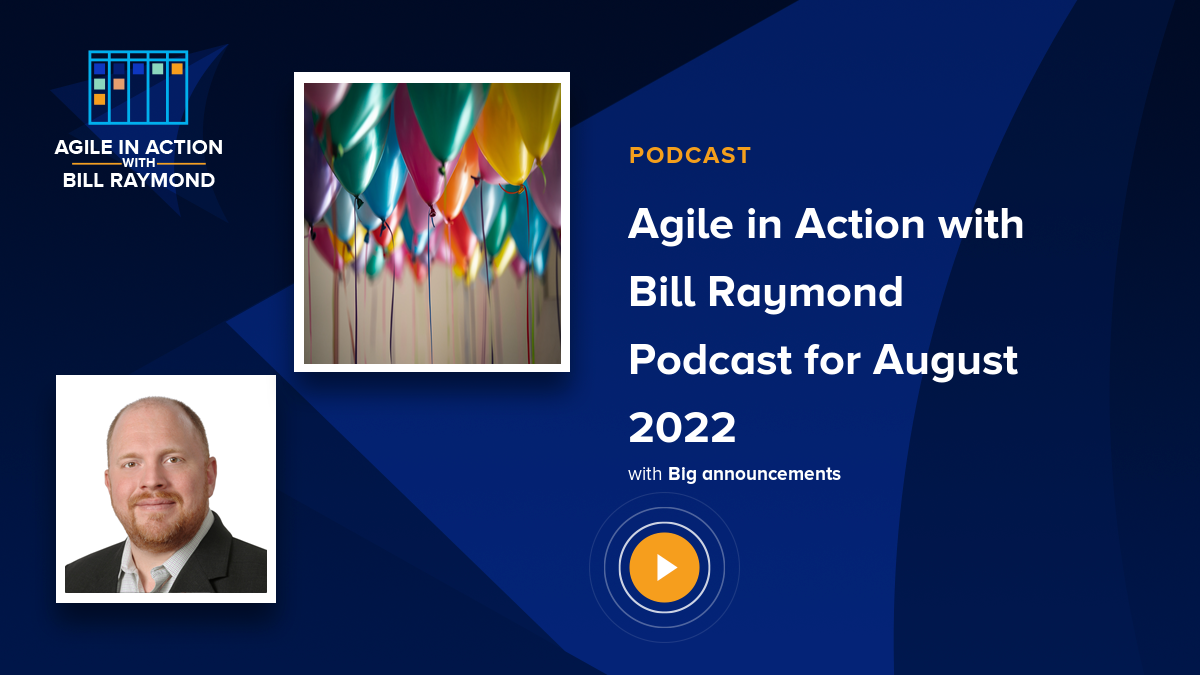 AGILE IN ACTION
WITH
BILL RAYMOND
PODCAST
Agile in Action with
Bill Raymond
Podcast for August
2022
with Big announcements